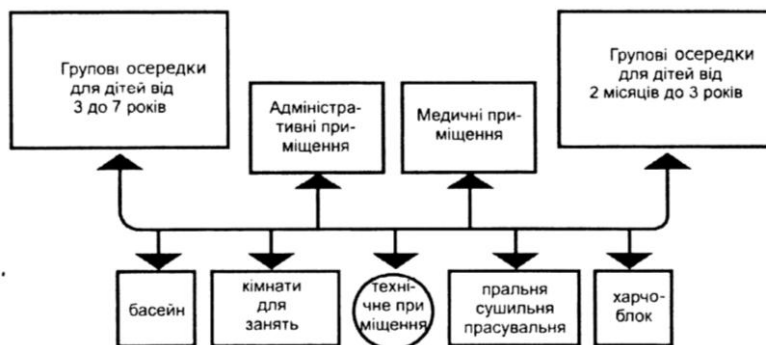 Групові осередки
для дітей від
3 до 7 років
Адміністра-
тивні при-
міщення
Медичні при-
міщення
Групові осередки
для дітей від
2 місяців до 3 років
басейн
кімнати
для
занять
техні-
чне при
міщення
пральня
сушильня
прасувальня
харчо-
блок